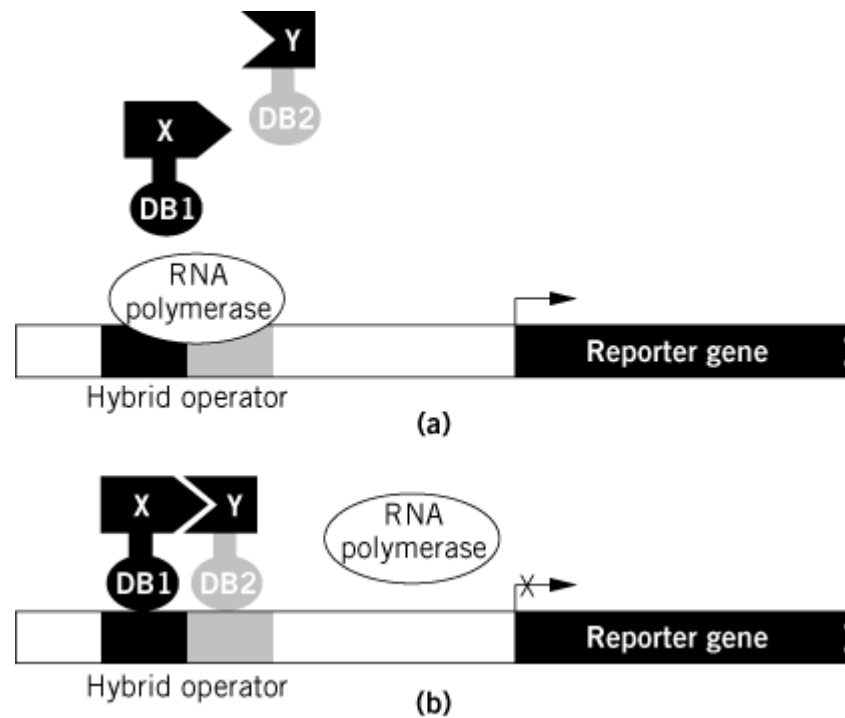 Y
DB2
X
DB1
RNA
polymerase
Reporter gene
Hybrid operator
(a)
X Y
RNA
polymerase
DB1 DB2
Reporter gene
Hybrid operator
(b)